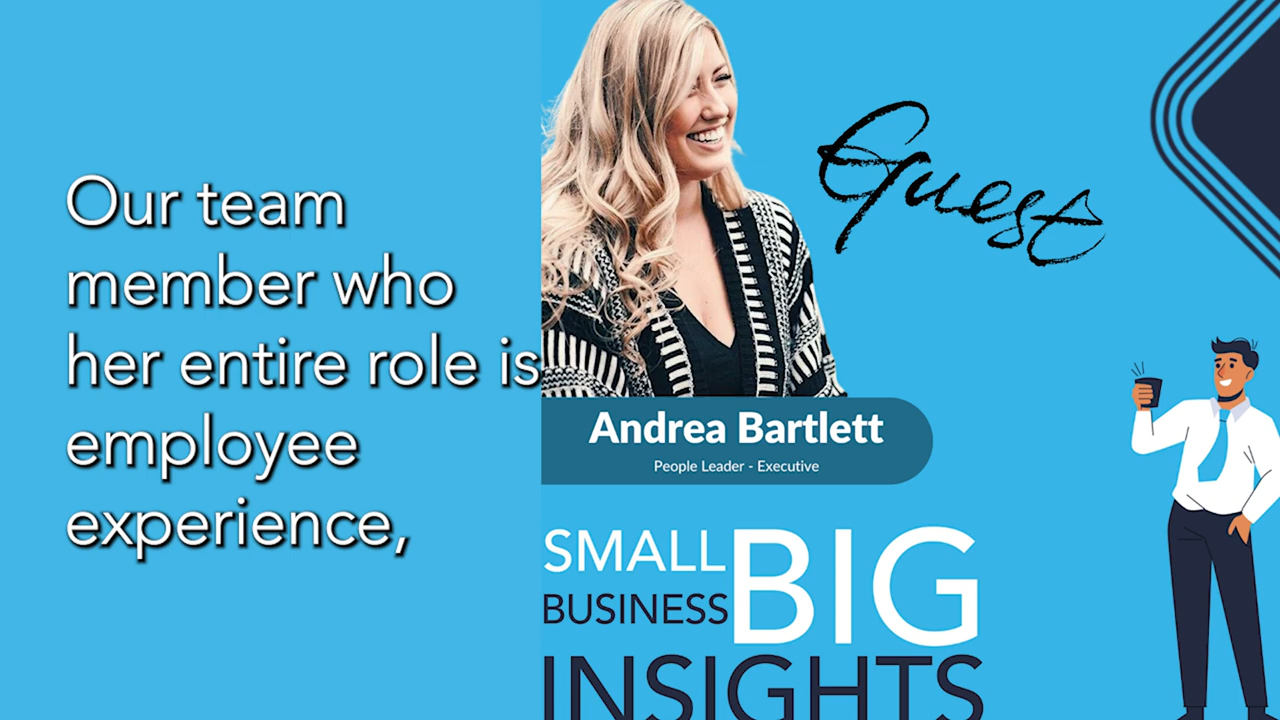 Our team
member who
her entire role is
employee
experience,
Guest
Andrea Bartlett
People Leader - Executive
SMALL
BUSINESS
BIG
INSIGHTS